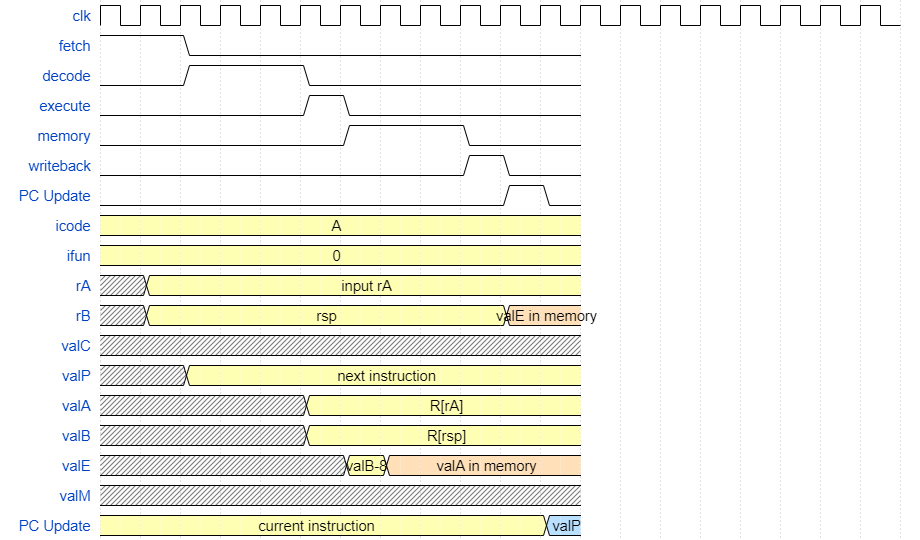 clk
fetch
decode
execute
memory
writeback
PC Update
icode A
ifun 0
rA input rA
rB rsp valE in memory
valC
valP next instruction
valA R[rA]
valB R[rsp]
valE valB-8 valA in memory
valM
PC Update current instruction valP